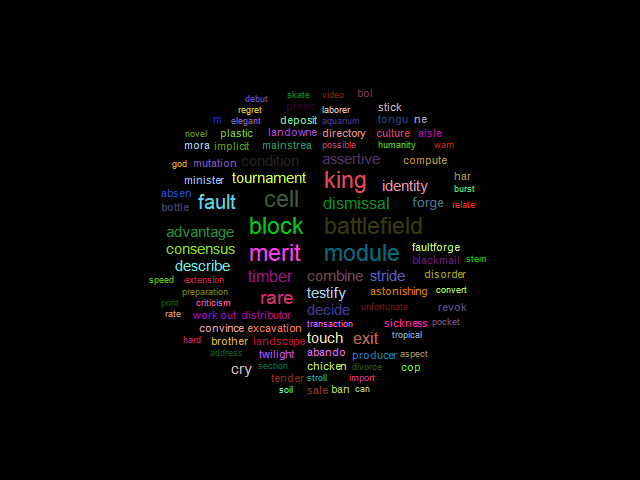 skate video bol
debut
preac
regret laborer stick
m elegant deposit aquarium tongu ne
novel plastic landowne directory culture aisle
mora implicit mainstrea possible humanity warn
god mutation condition assertive compute
minister tournament king identity har
burst
absen fault cell dismissal forge relate
bottle
advantage block battlefield
consensus merit module faultforge
blackmail stem
describe
speed extension timber combine stride disorder
preparation rare testify astonishing convert
print criticism decide unfortunate revok
rate work out distributor transaction sickness pocket
convince excavation
hard brother landscape touch exit tropical
address twilight abando producer aspect
cry section chicken divorce cop
tender stroll import
soil sale ban can